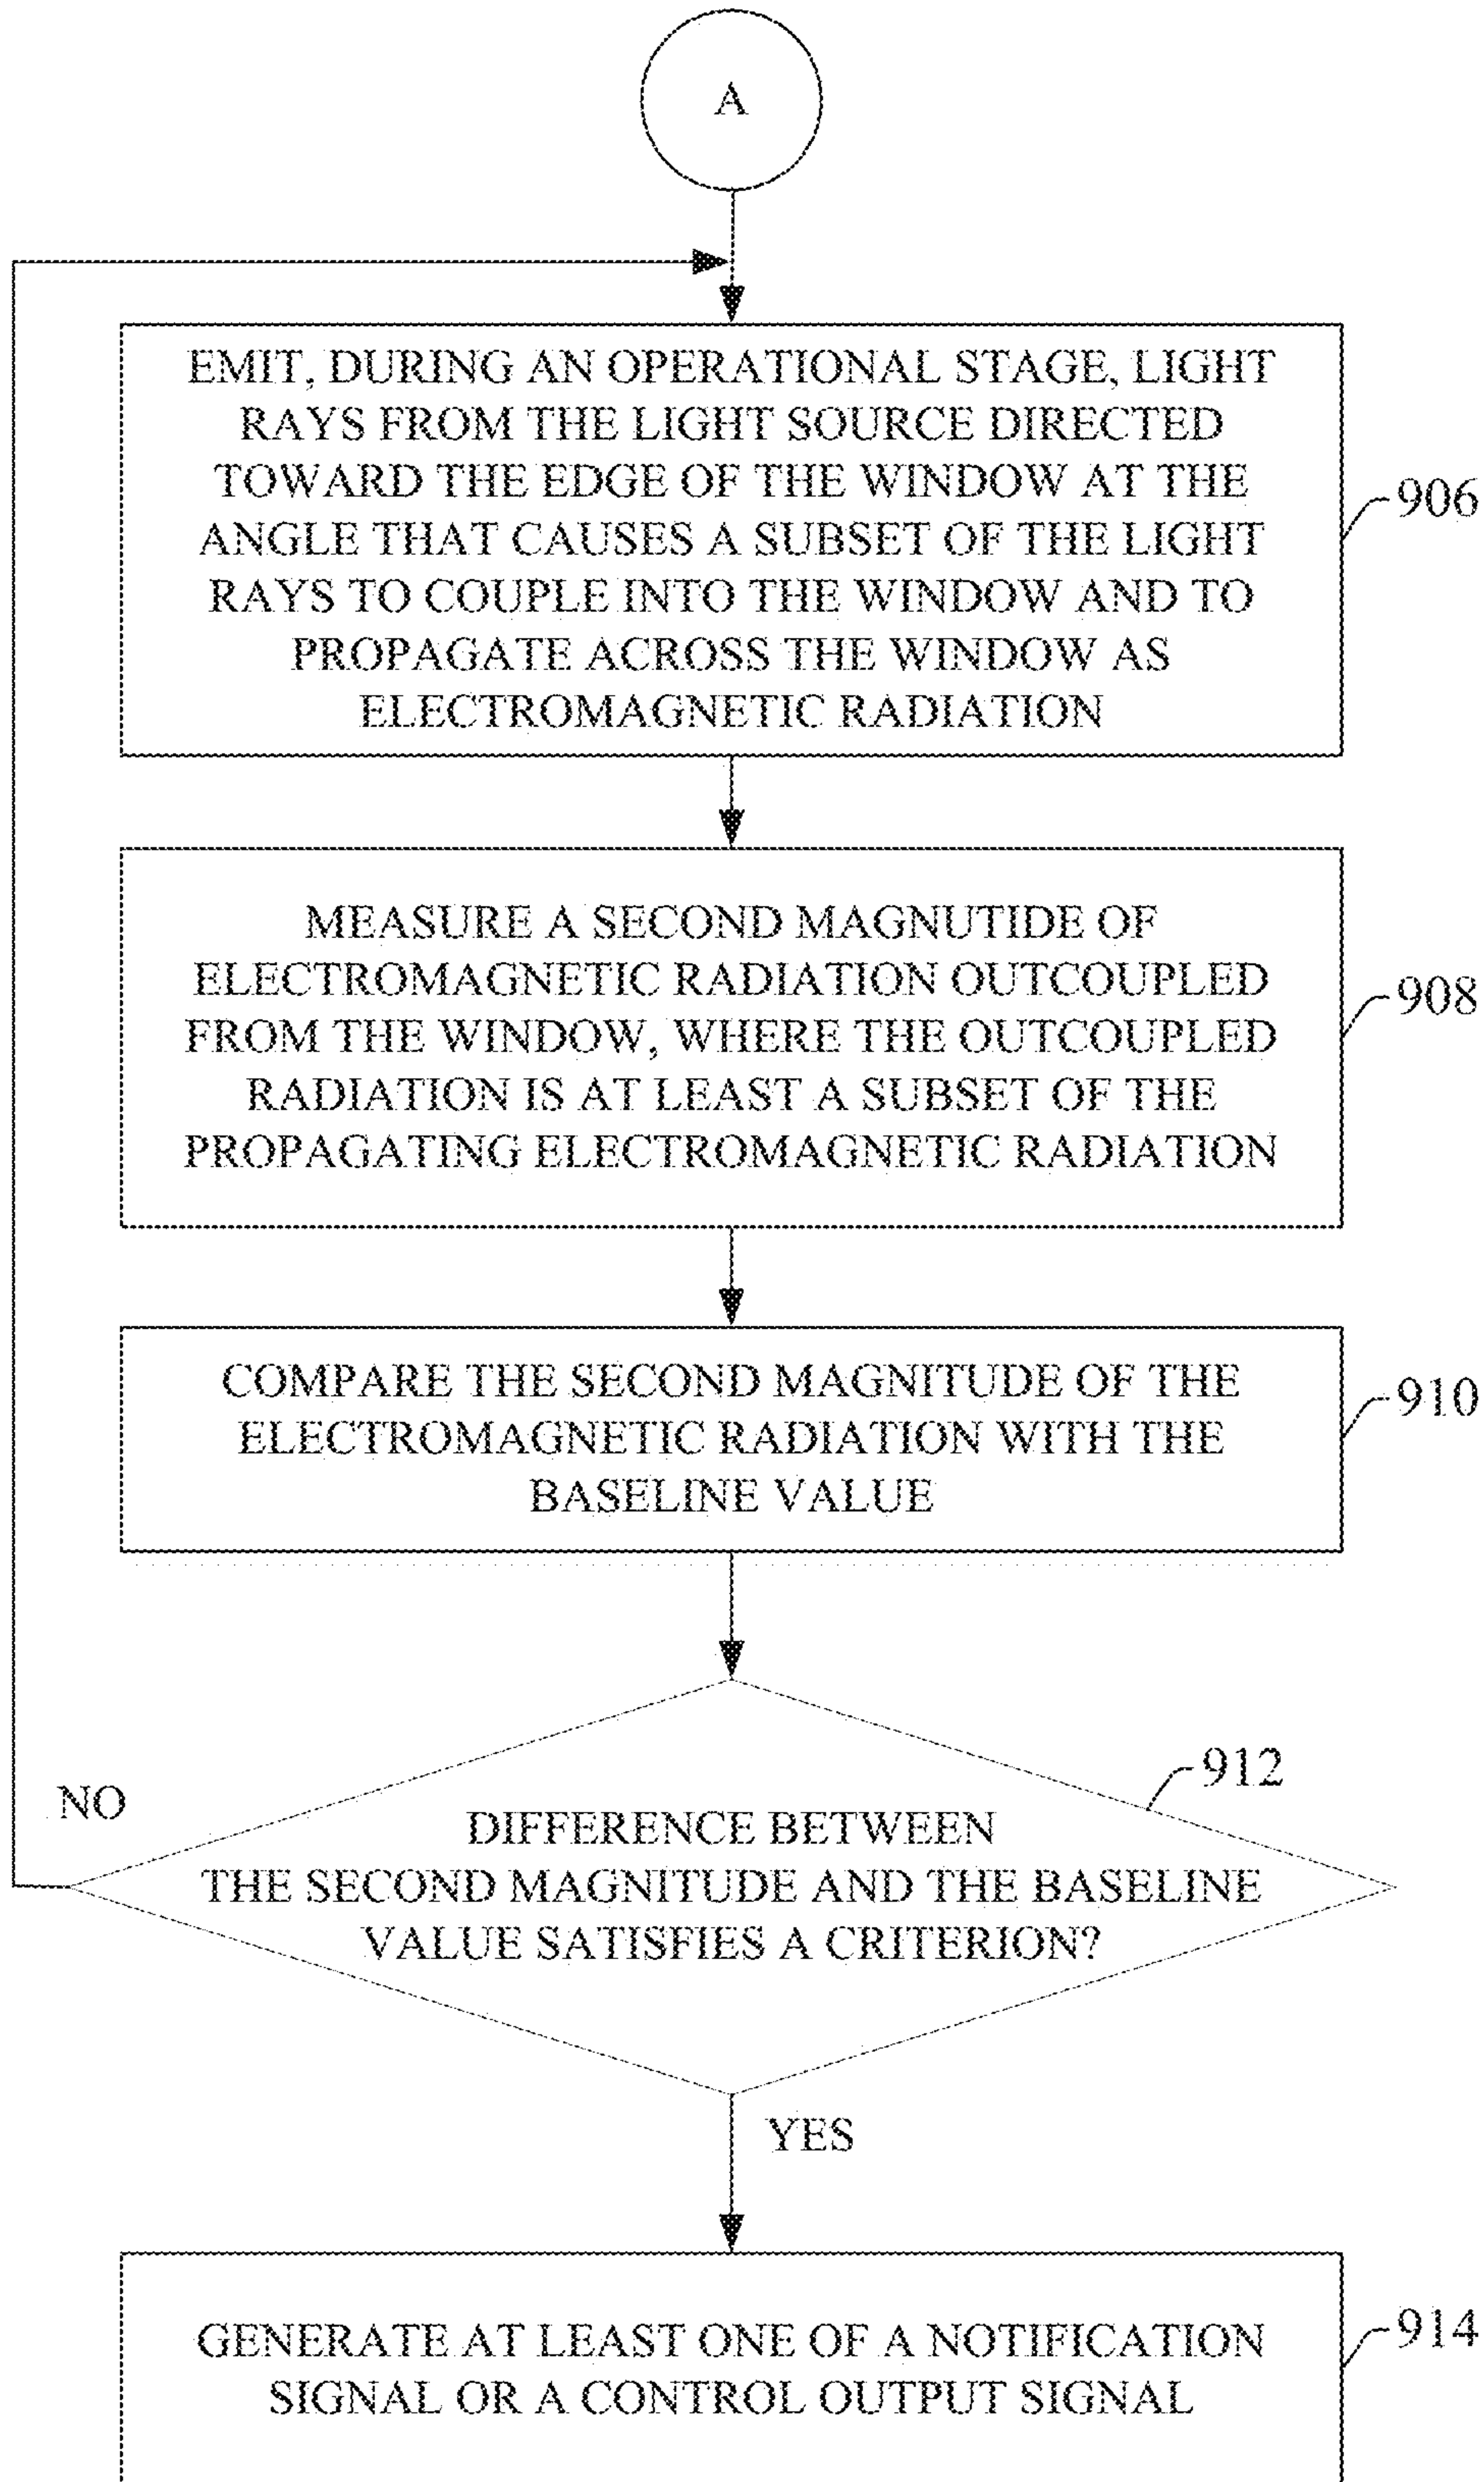 A
EMIT, DURING AN OPERATIONAL STAGE, LIGHT
RAYS FROM THE LIGHT SOURCE DIRECTED
TOWARD THE EDGE OF THE WINDOW AT THE
ANGLE THAT CAUSES A SUBSET OF THE LIGHT
RAYS TO COUPLE INTO THE WINDOW AND TO
PROPAGATE ACROSS THE WINDOW AS
ELECTROMAGNETIC RADIATION
906
MEASURE A SECOND MAGNUTIDE OF
ELECTROMAGNETIC RADIATION OUTCOUPLED
FROM THE WINDOW, WHERE THE OUTCOUPLED
RADIATION IS AT LEAST A SUBSET OF THE
PROPAGATING ELECTROMAGNETIC RADIATION
908
COMPARE THE SECOND MAGNITUDE OF THE
ELECTROMAGNETIC RADIATION WITH THE
BASELINE VALUE
910
912
NO
DIFFERENCE BETWEEN
THE SECOND MAGNITUDE AND THE BASELINE
VALUE SATISFIES A CRITERION?
YES
GENERATE AT LEAST ONE OF A NOTIFICATION
SIGNAL OR A CONTROL OUTPUT SIGNAL
914